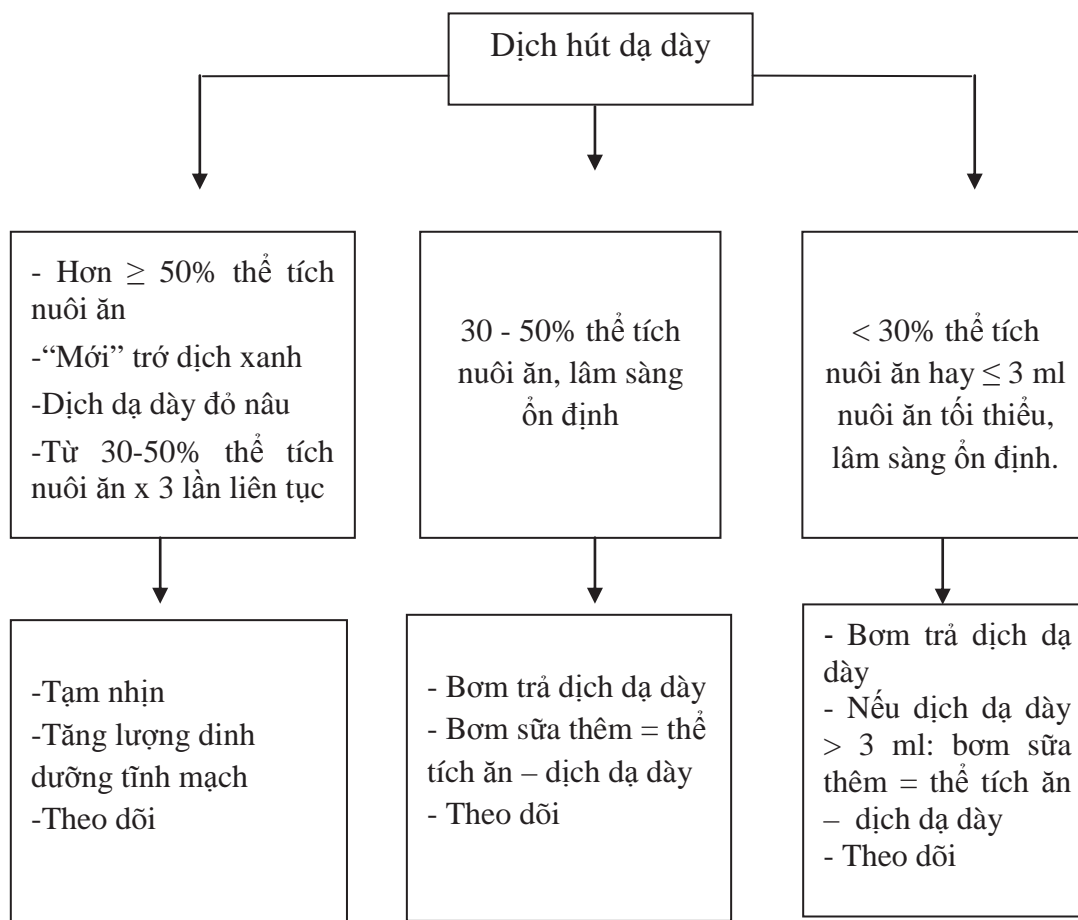 Dịch hút dạ dày
- Hơn ≥ 50% thể tích
nuôi ăn
-“Mới” trớ dịch xanh
-Dịch dạ dày đỏ nâu
-Từ 30-50% thể tích
nuôi ăn x 3 lần liên tục
30 - 50% thể tích
nuôi ăn, lâm sàng
ổn định
< 30% thể tích
nuôi ăn hay ≤ 3 ml
nuôi ăn tối thiểu,
lâm sàng ổn định.
-Tạm nhịn
-Tăng lượng dinh
dưỡng tĩnh mạch
-Theo dõi
- Bơm trả dịch dạ dày
- Bơm sữa thêm = thể
tích ăn – dịch dạ dày
- Theo dõi
- Bơm trả dịch dạ
dày
- Nếu dịch dạ dày
> 3 ml: bơm sữa
thêm = thể tích ăn
– dịch dạ dày
- Theo dõi